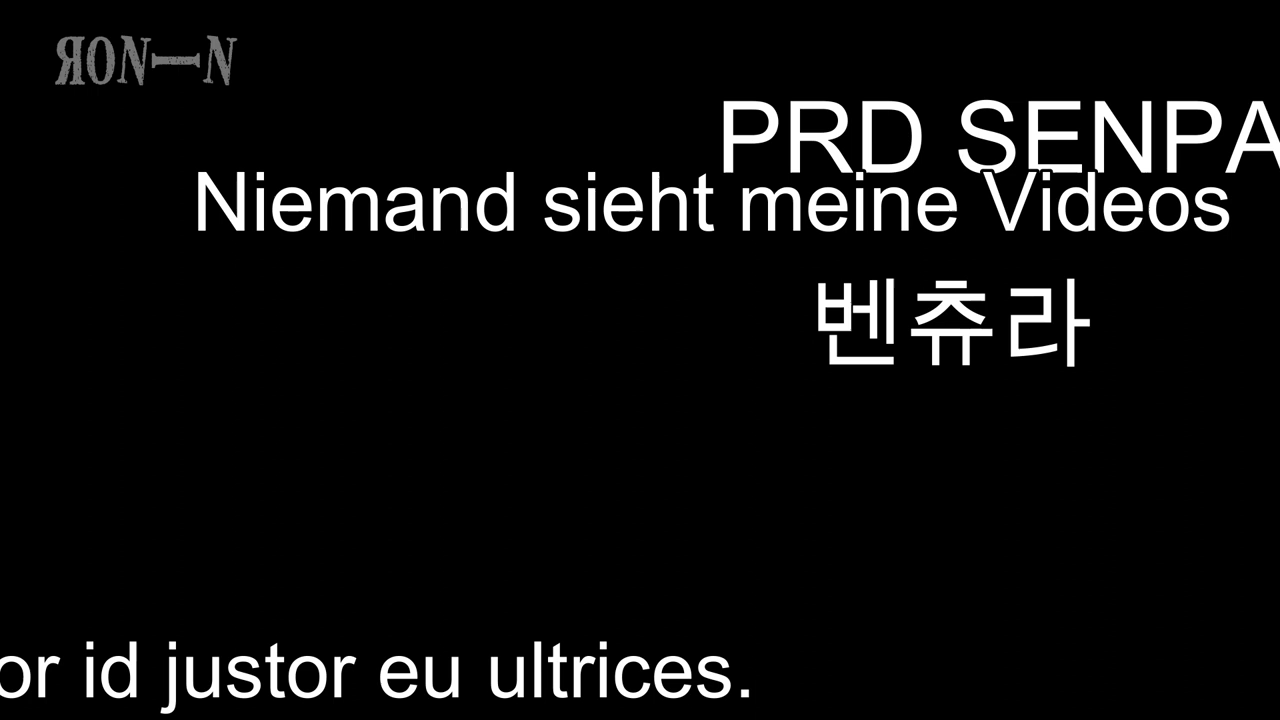 ЯON⌶N
PRD SENPA
Niemand sieht meine Videos
벤츄라
or id justor eu ultrices.